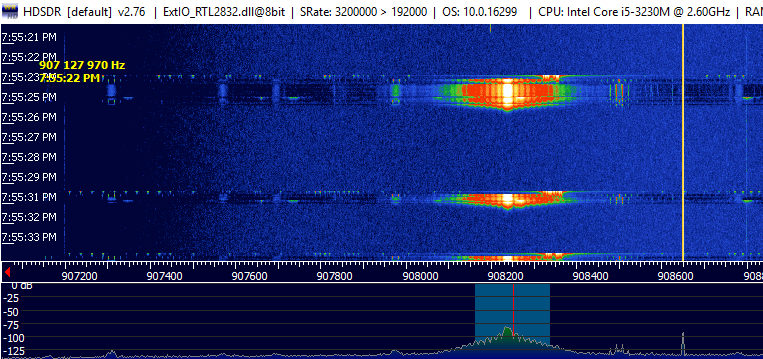 HDSDR [default] v2.76 | ExtIO_RTL2832.dll@8bit | SRate: 3200000 > 192000 | OS: 10.0.16299 | CPU: Intel Core i5-3230M @ 2.60GHz | RAM
7:55:21 PM
7:55:22 PM
907 127 970 Hz
7:55:23 PM
7:55:22 PM
7:55:25 PM
7:55:26 PM
7:55:27 PM
7:55:28 PM
7:55:29 PM
7:55:31 PM
7:55:32 PM
7:55:33 PM
907200 907400 907600 907800 908000 908200 908400 908600 908
0 dB
-25
-50
-75
-100
-125